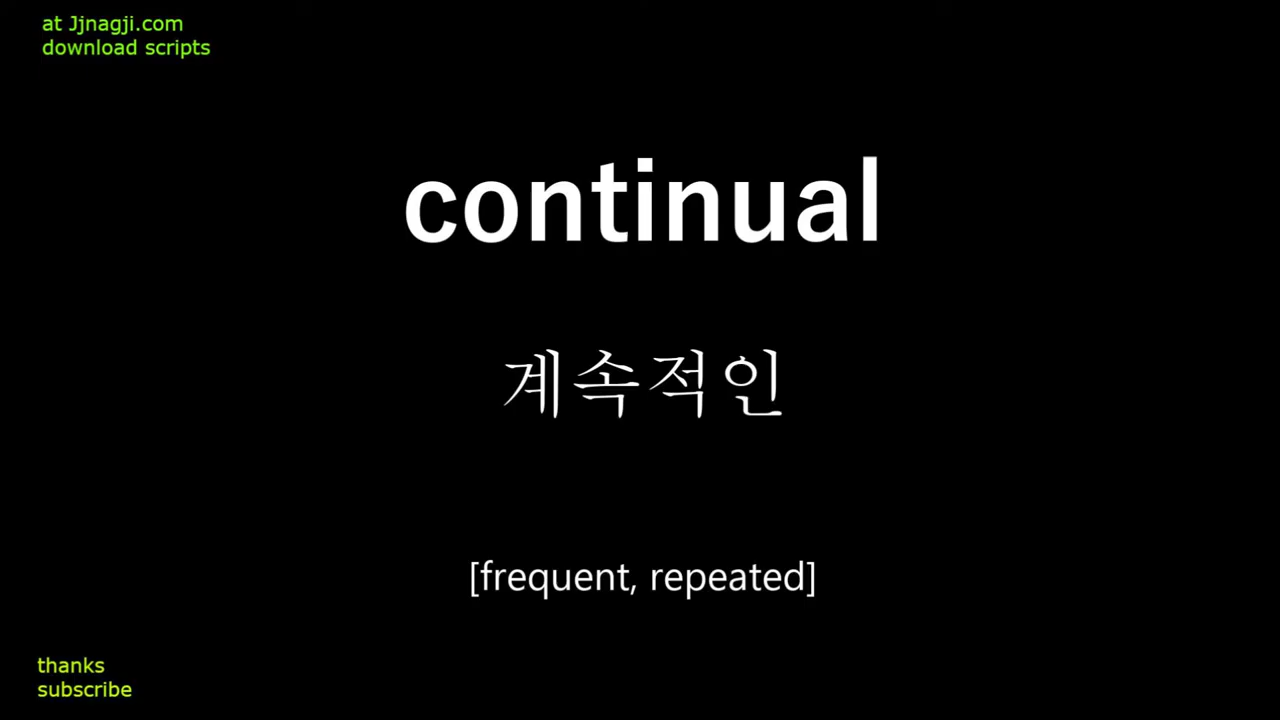 at Jjnagji.com
download scripts
continual
계속적인
[frequent, repeated]
thanks
subscribe